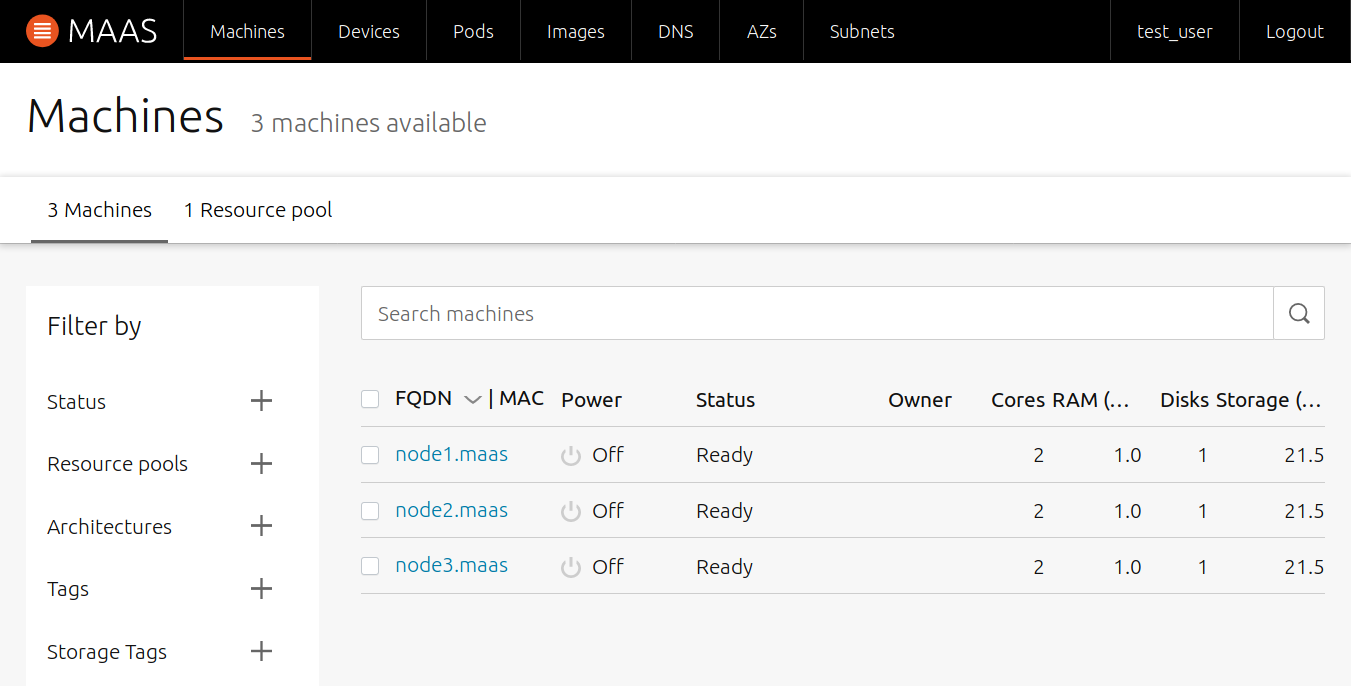 MAAS Machines Devices Pods Images DNS AZs Subnets test_user Logout
Machines 3 machines available
3 Machines 1 Resource pool
Filter by
Status
Resource pools
Architectures
Tags
Storage Tags
Search machines
FQDN | MAC Power Status Owner Cores RAM (... Disks Storage (...
node1.maas Off Ready 2 1.0 1 21.5
node2.maas Off Ready 2 1.0 1 21.5
node3.maas Off Ready 2 1.0 1 21.5